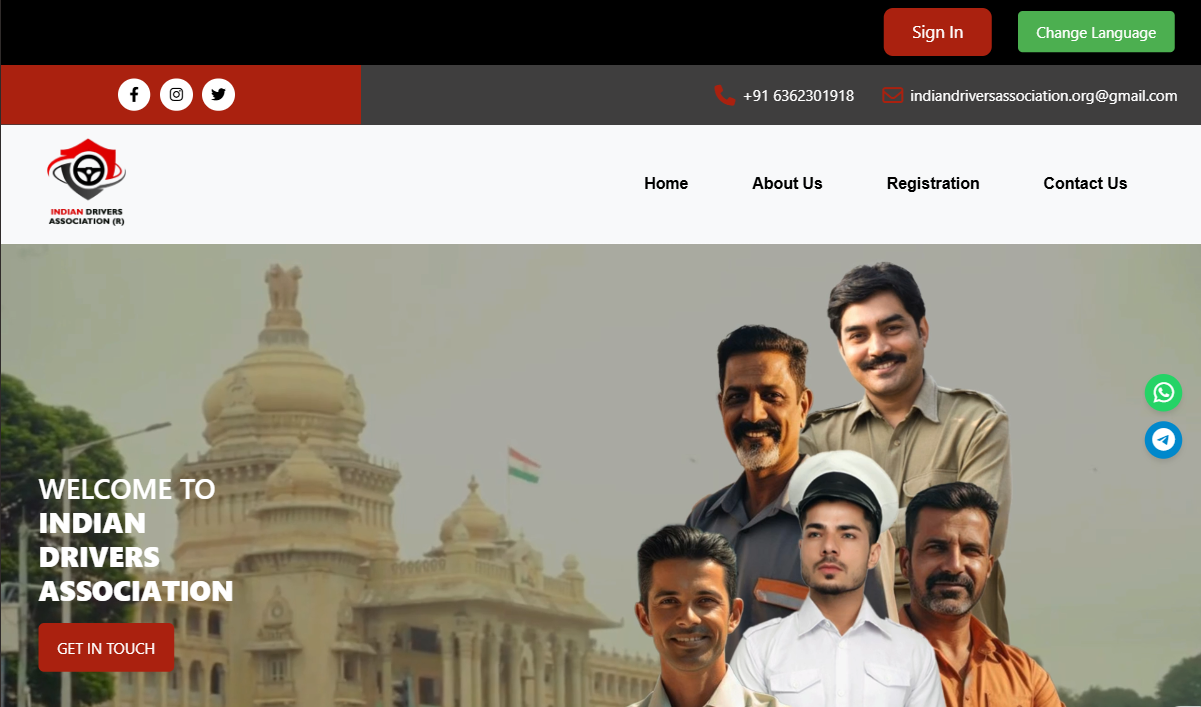 Sign In
Change Language
+91 6362301918
indiandriversassociation.org@gmail.com
INDIAN DRIVERS
ASSOCIATION (R)
Home
About Us
Registration
Contact Us
WELCOME TO
INDIAN
DRIVERS
ASSOCIATION
GET IN TOUCH